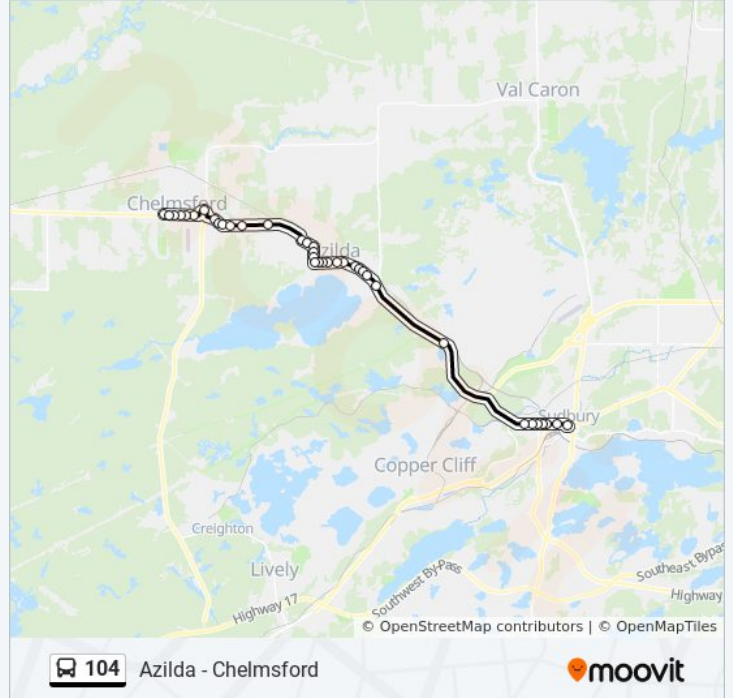 Val Caron
Chelmsford
Azilda
Sudbury
Copper Cliff
Creighton
Lively
Southeast Bypas
Southwest By-Pass
Highway
Highway 17
© OpenStreetMap contributors | © OpenMapTiles
104 Azilda - Chelmsford
moovit